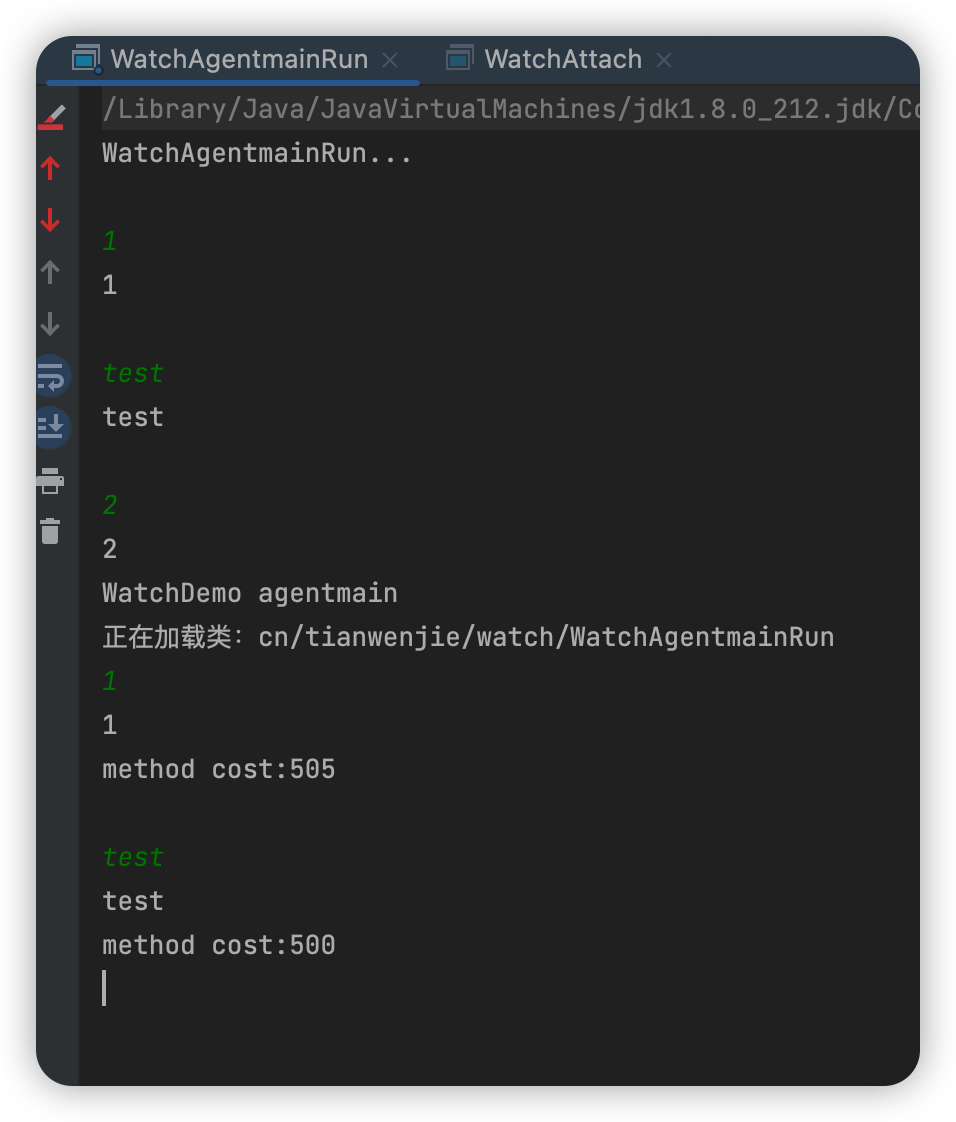 WatchAgentmainRun
WatchAttach
/Library/Java/JavaVirtualMachines/jdk1.8.0_212.jdk/Co
WatchAgentmainRun...
1
1
test
test
2
2
WatchDemo agentmain
正在加载类：cn/tianwenjie/watch/WatchAgentmainRun
1
1
method cost:505
test
test
method cost:500